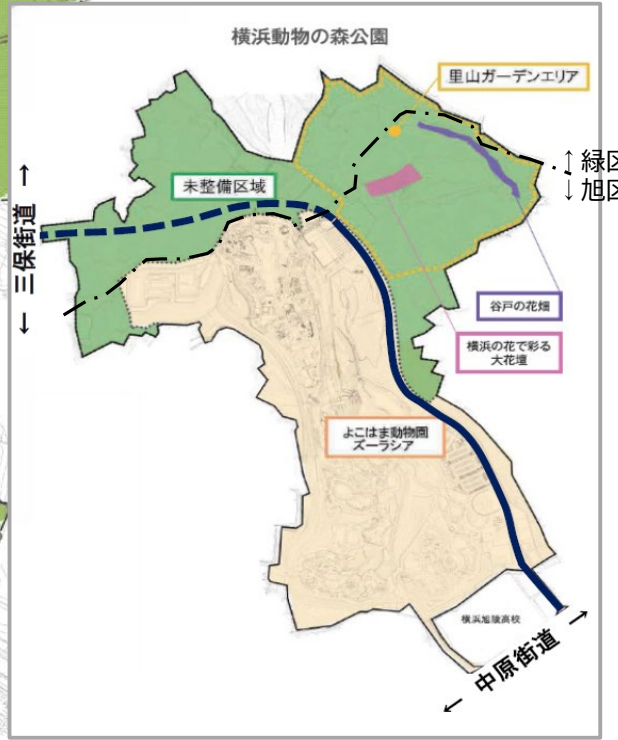 横浜動物の森公園
里山ガーデンエリア
↑ 緑区
↓ 旭区
未整備区域
← 三保街道 →
谷戸の花畑
横浜の花で彩る
大花壇
よこはま動物園
ズーラシア
横浜旭陵高校
← 中原街道 →